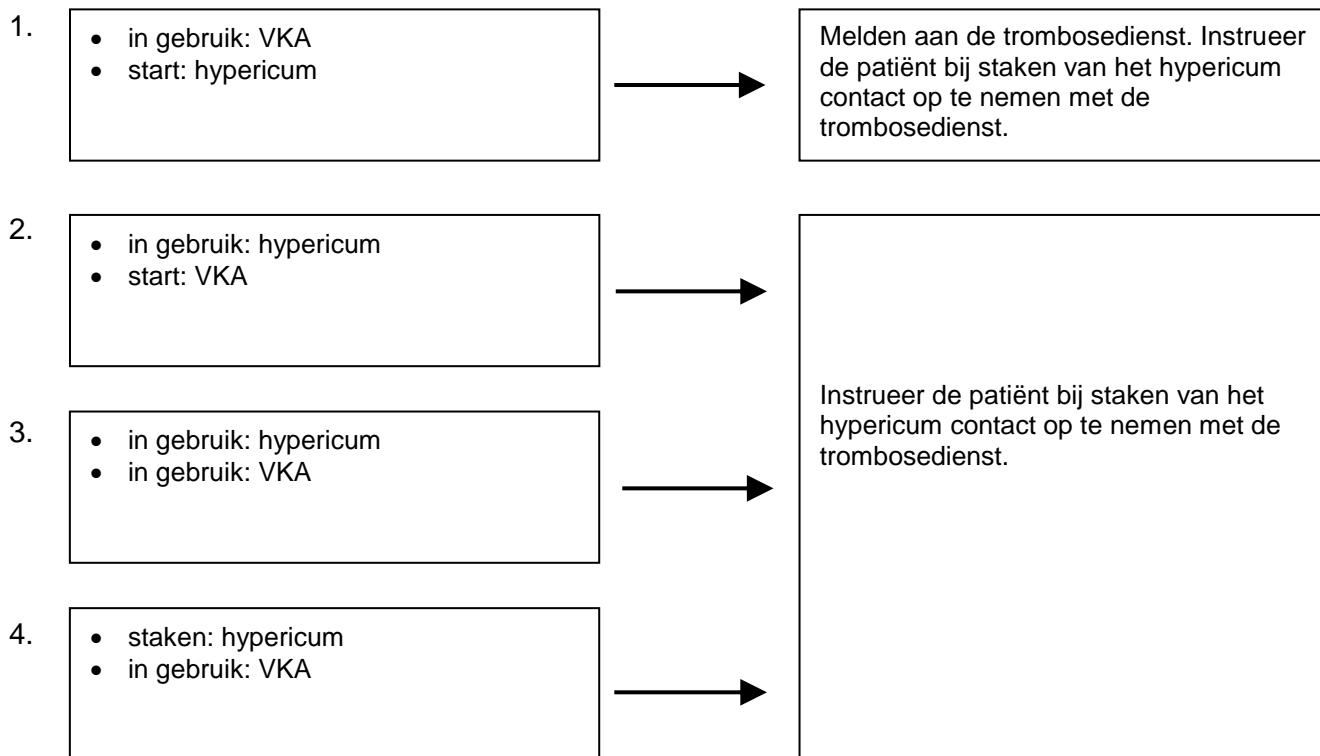 1.
• in gebruik: VKA
• start: hypericum
Melden aan de trombosedienst. Instrueer
de patiënt bij staken van het hypericum
contact op te nemen met de
trombosedienst.
2.
• in gebruik: hypericum
• start: VKA
3.
• in gebruik: hypericum
• in gebruik: VKA
Instrueer de patiënt bij staken van het
hypericum contact op te nemen met de
trombosedienst.
4.
• staken: hypericum
• in gebruik: VKA